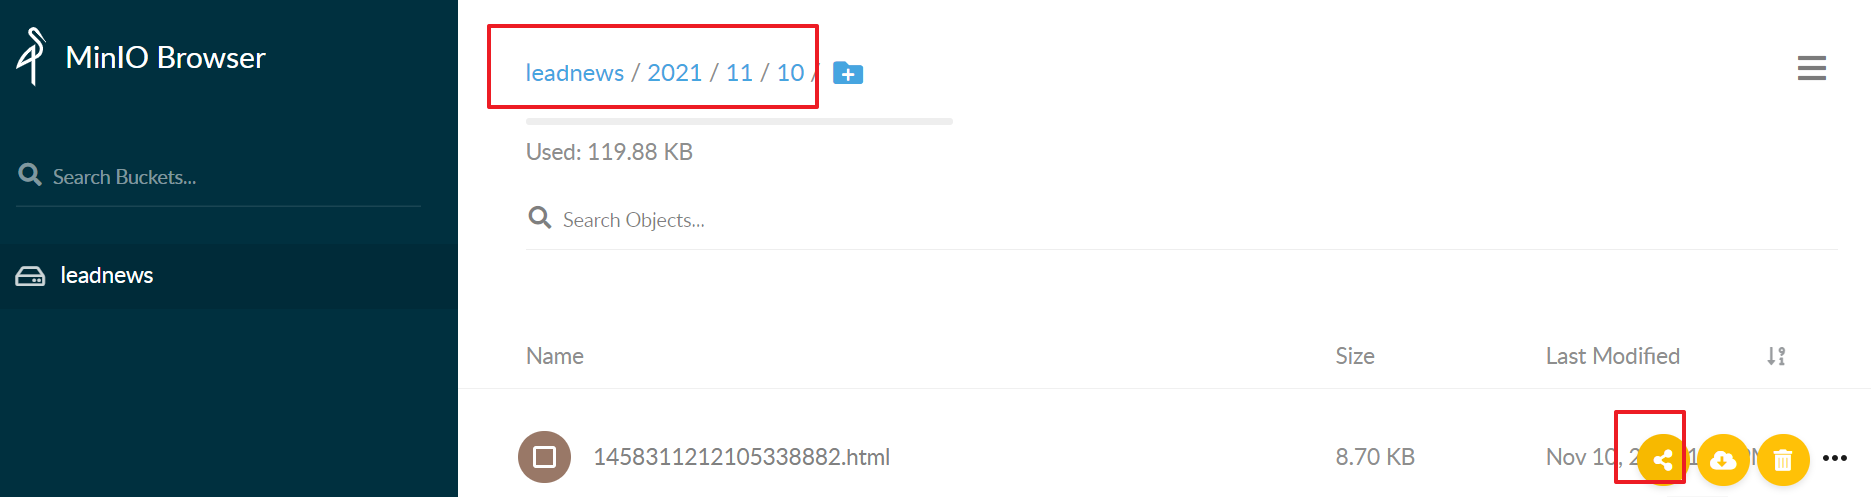 MinIO Browser
Search Buckets...
leadnews
leadnews / 2021 / 11 / 10 /
Used: 119.88 KB
Search Objects...
Name Size Last Modified
1458311212105338882.html 8.70 KB Nov 10, 2